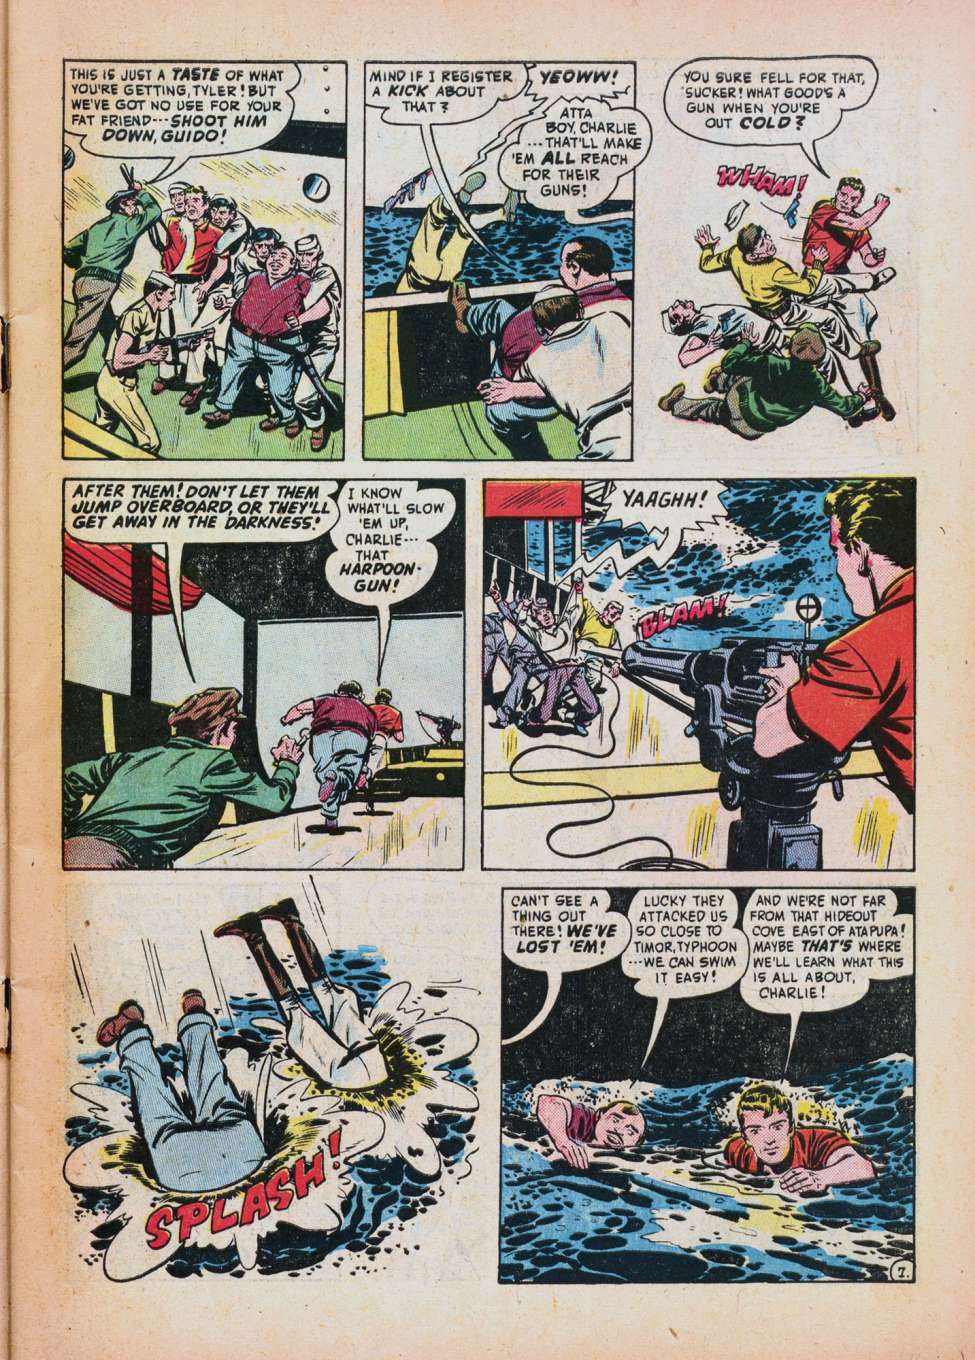 THIS IS JUST A TASTE OF WHAT
YOU'RE GETTING, TYLER! BUT
WE'VE GOT NO USE FOR YOUR
FAT FRIEND--- SHOOT HIM
DOWN, GUIDO!
MIND IF I REGISTER
A KICK ABOUT
THAT?
YEOWW!
ATTA
BOY, CHARLIE
...THAT'LL MAKE
'EM ALL REACH
FOR THEIR
GUNS!
YOU SURE FELL FOR THAT,
SUCKER! WHAT GOOD'S A
GUN WHEN YOU'RE
OUT COLD?
WHAM!
AFTER THEM! DON'T LET THEM
JUMP OVERBOARD, OR THEY'LL
GET AWAY IN THE DARKNESS!
I KNOW
WHAT'LL SLOW
'EM UP,
CHARLIE---
THAT
HARPOON-
GUN!
YAAGHH!
BLAM!
SPLASH!
CAN'T SEE A
THING OUT
THERE! WE'VE
LOST 'EM!
LUCKY THEY
ATTACKED US
SO CLOSE TO
TIMOR, TYPHOON
---WE CAN SWIM
IT EASY!
AND WE'RE NOT FAR
FROM THAT HIDEOUT
COVE EAST OF ATAPUPA!
MAYBE THAT'S WHERE
WE'LL LEARN WHAT THIS
IS ALL ABOUT,
CHARLIE!
7.